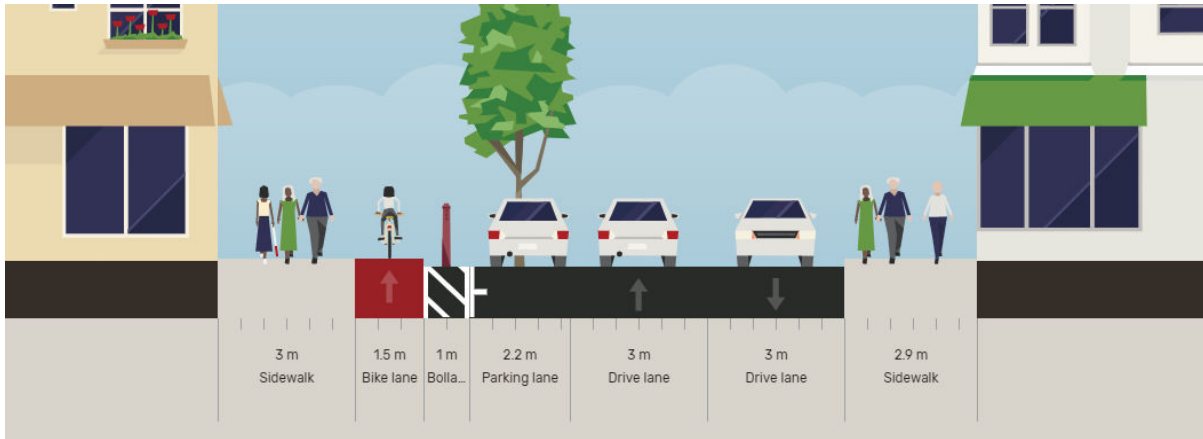 3 m
Sidewalk
1.5 m
Bike lane
1 m
Bolla...
2.2 m
Parking lane
3 m
Drive lane
3 m
Drive lane
2.9 m
Sidewalk